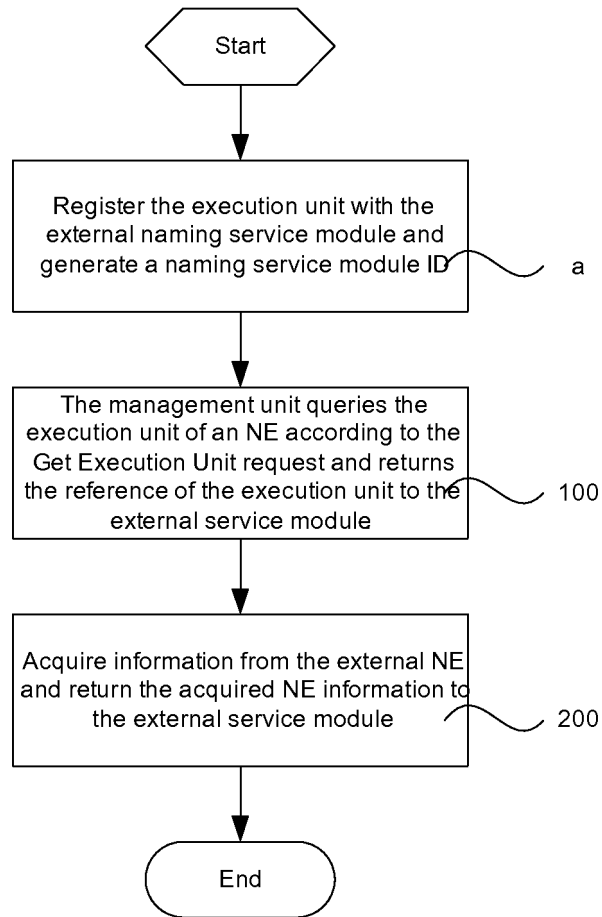 Start
Register the execution unit with the
external naming service module and
generate a naming service module ID
a
The management unit queries the
execution unit of an NE according to the
Get Execution Unit request and returns
the reference of the execution unit to the
external service module.
100
Acquire information from the external NE
and return the acquired NE information to
the external service module
200
End